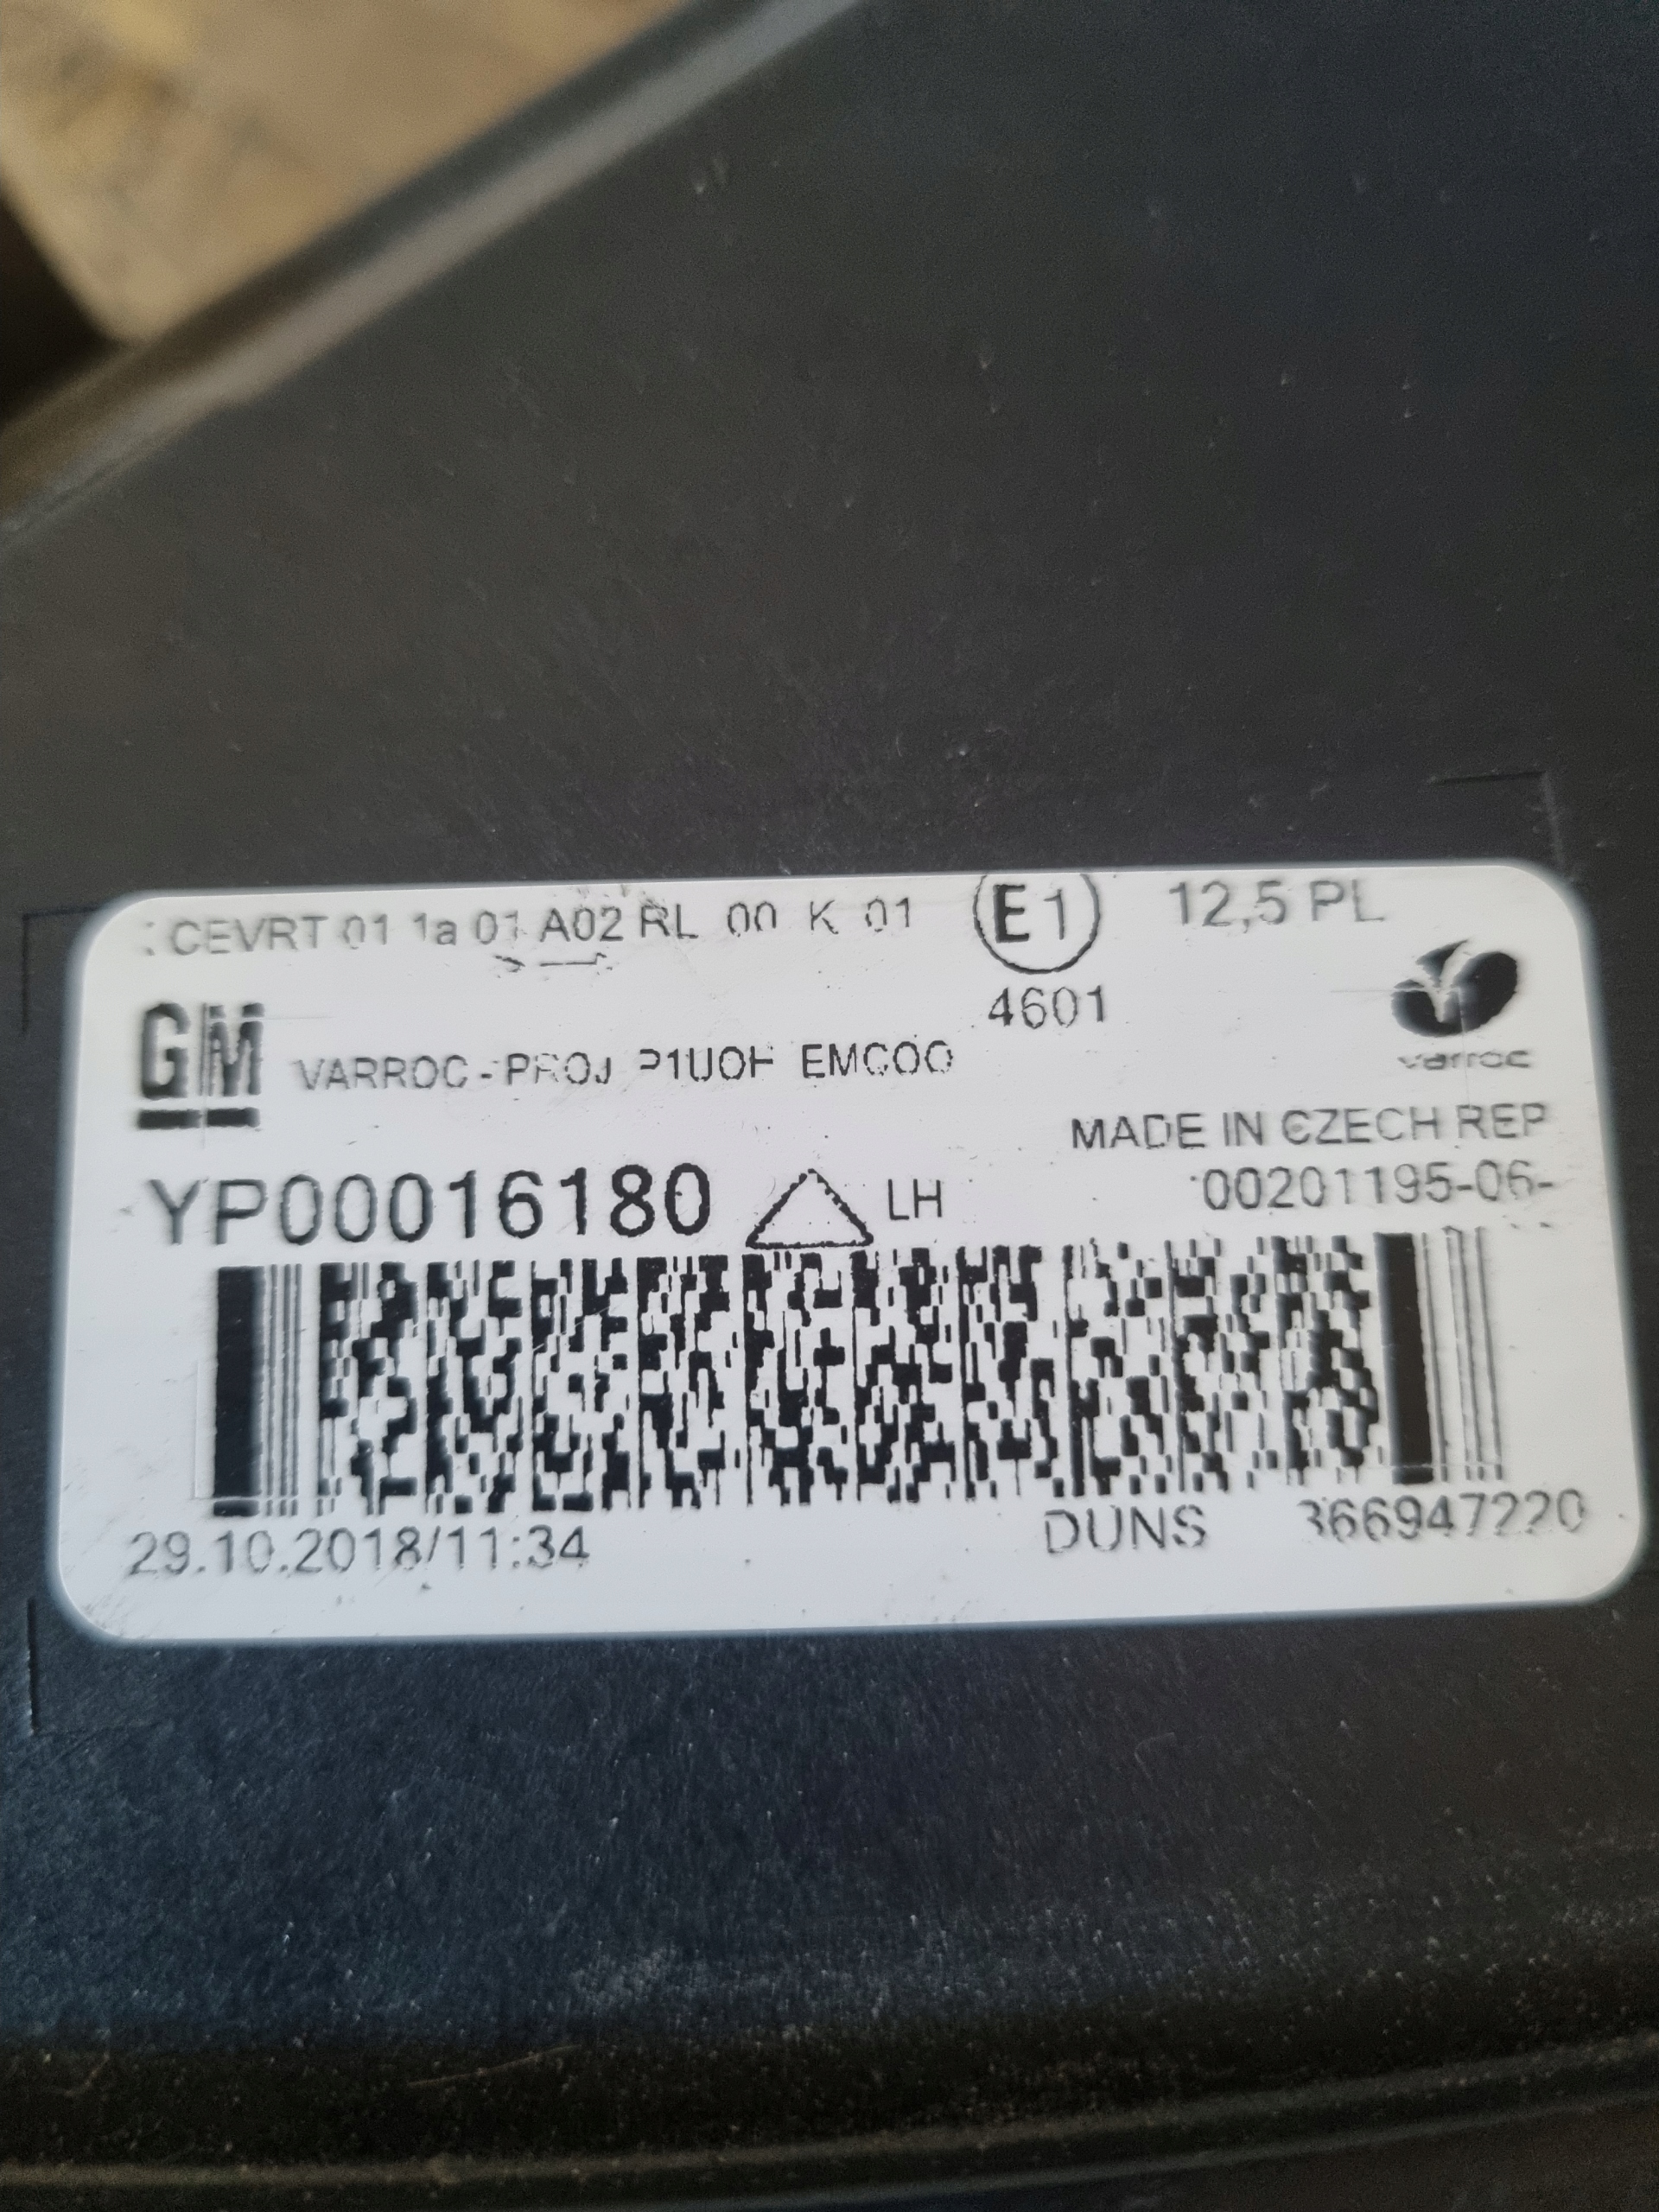 CEVRT 01 1a 01 A02 RL 00 K 01 E1 12,5 PL
4601
GM
VARROC - PROJ P1UOH EMCOO
varroc
MADE IN CZECH REP
YP00016180 LH
00201195-06-
29.10.2018/11:34 DUNS 366947220